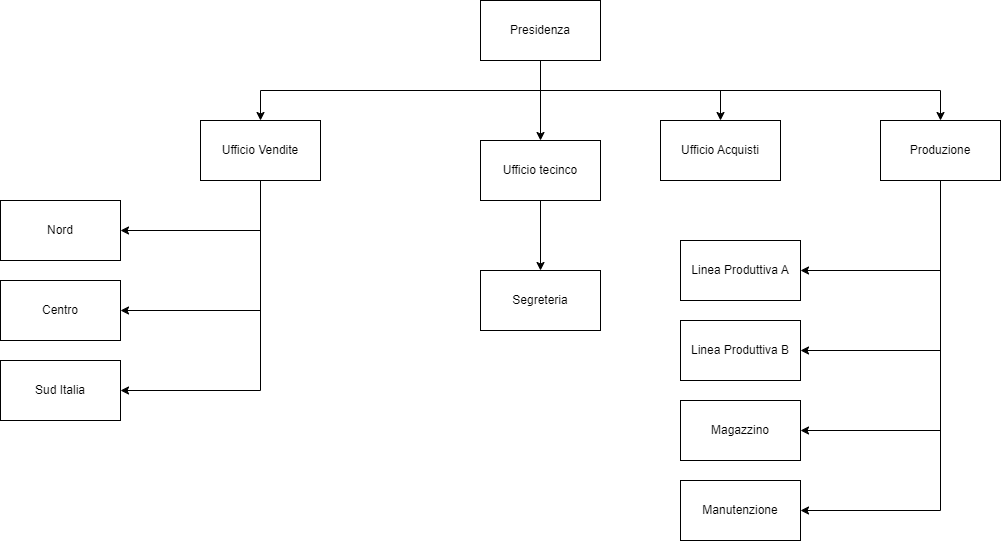 Presidenza
Ufficio Vendite
Ufficio tecinco
Ufficio Acquisti
Produzione
Nord
Centro
Sud Italia
Segreteria
Linea Produttiva A
Linea Produttiva B
Magazzino
Manutenzione